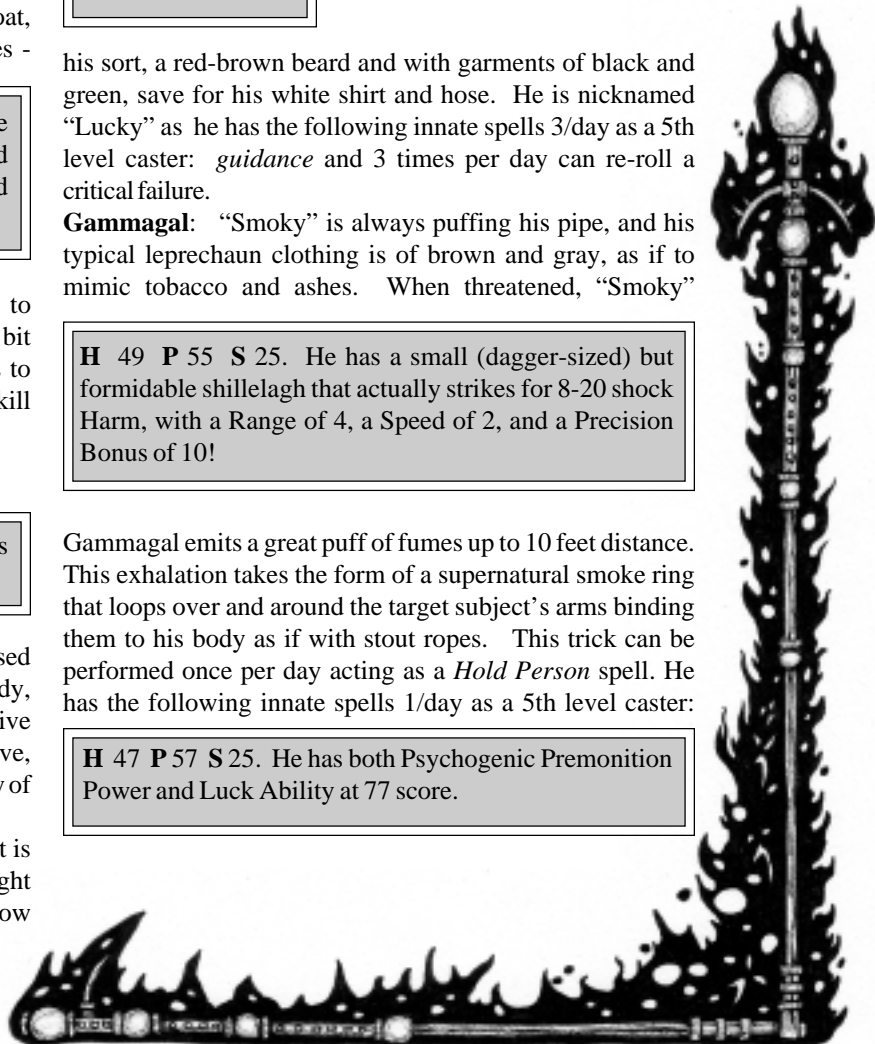 oat,
es -
e
d
d
to
bit
to
kill
s
sed
dy,
ive
ve,
y of
t is
ght
ow
his sort, a red-brown beard and with garments of black and
green, save for his white shirt and hose. He is nicknamed
“Lucky” as he has the following innate spells 3/day as a 5th
level caster: guidance and 3 times per day can re-roll a
critical failure.
Gammagal: “Smoky” is always puffing his pipe, and his
typical leprechaun clothing is of brown and gray, as if to
mimic tobacco and ashes. When threatened, “Smoky”
H 49 P 55 S 25. He has a small (dagger-sized) but
formidable shillelagh that actually strikes for 8-20 shock
Harm, with a Range of 4, a Speed of 2, and a Precision
Bonus of 10!
Gammagal emits a great puff of fumes up to 10 feet distance.
This exhalation takes the form of a supernatural smoke ring
that loops over and around the target subject's arms binding
them to his body as if with stout ropes. This trick can be
performed once per day acting as a Hold Person spell. He
has the following innate spells 1/day as a 5th level caster:
H 47 P 57 S 25. He has both Psychogenic Premonition
Power and Luck Ability at 77 score.